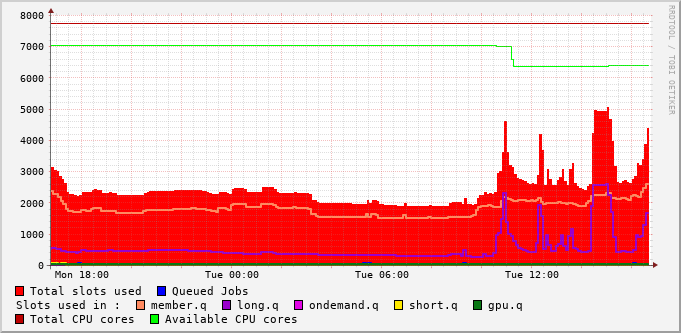 8000
7000
6000
5000
4000
3000
2000
1000
0
Mon 18:00 Tue 00:00 Tue 06:00 Tue 12:00
RRDTOOL / TOBI OETIKER
Total slots used Queued Jobs
Slots used in : member.q long.q ondemand.q short.q gpu.q
Total CPU cores Available CPU cores